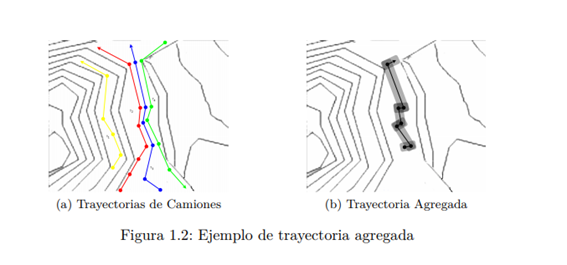 (a) Trayectorias de Camiones
(b) Trayectoria Agregada
Figura 1.2: Ejemplo de trayectoria agregada